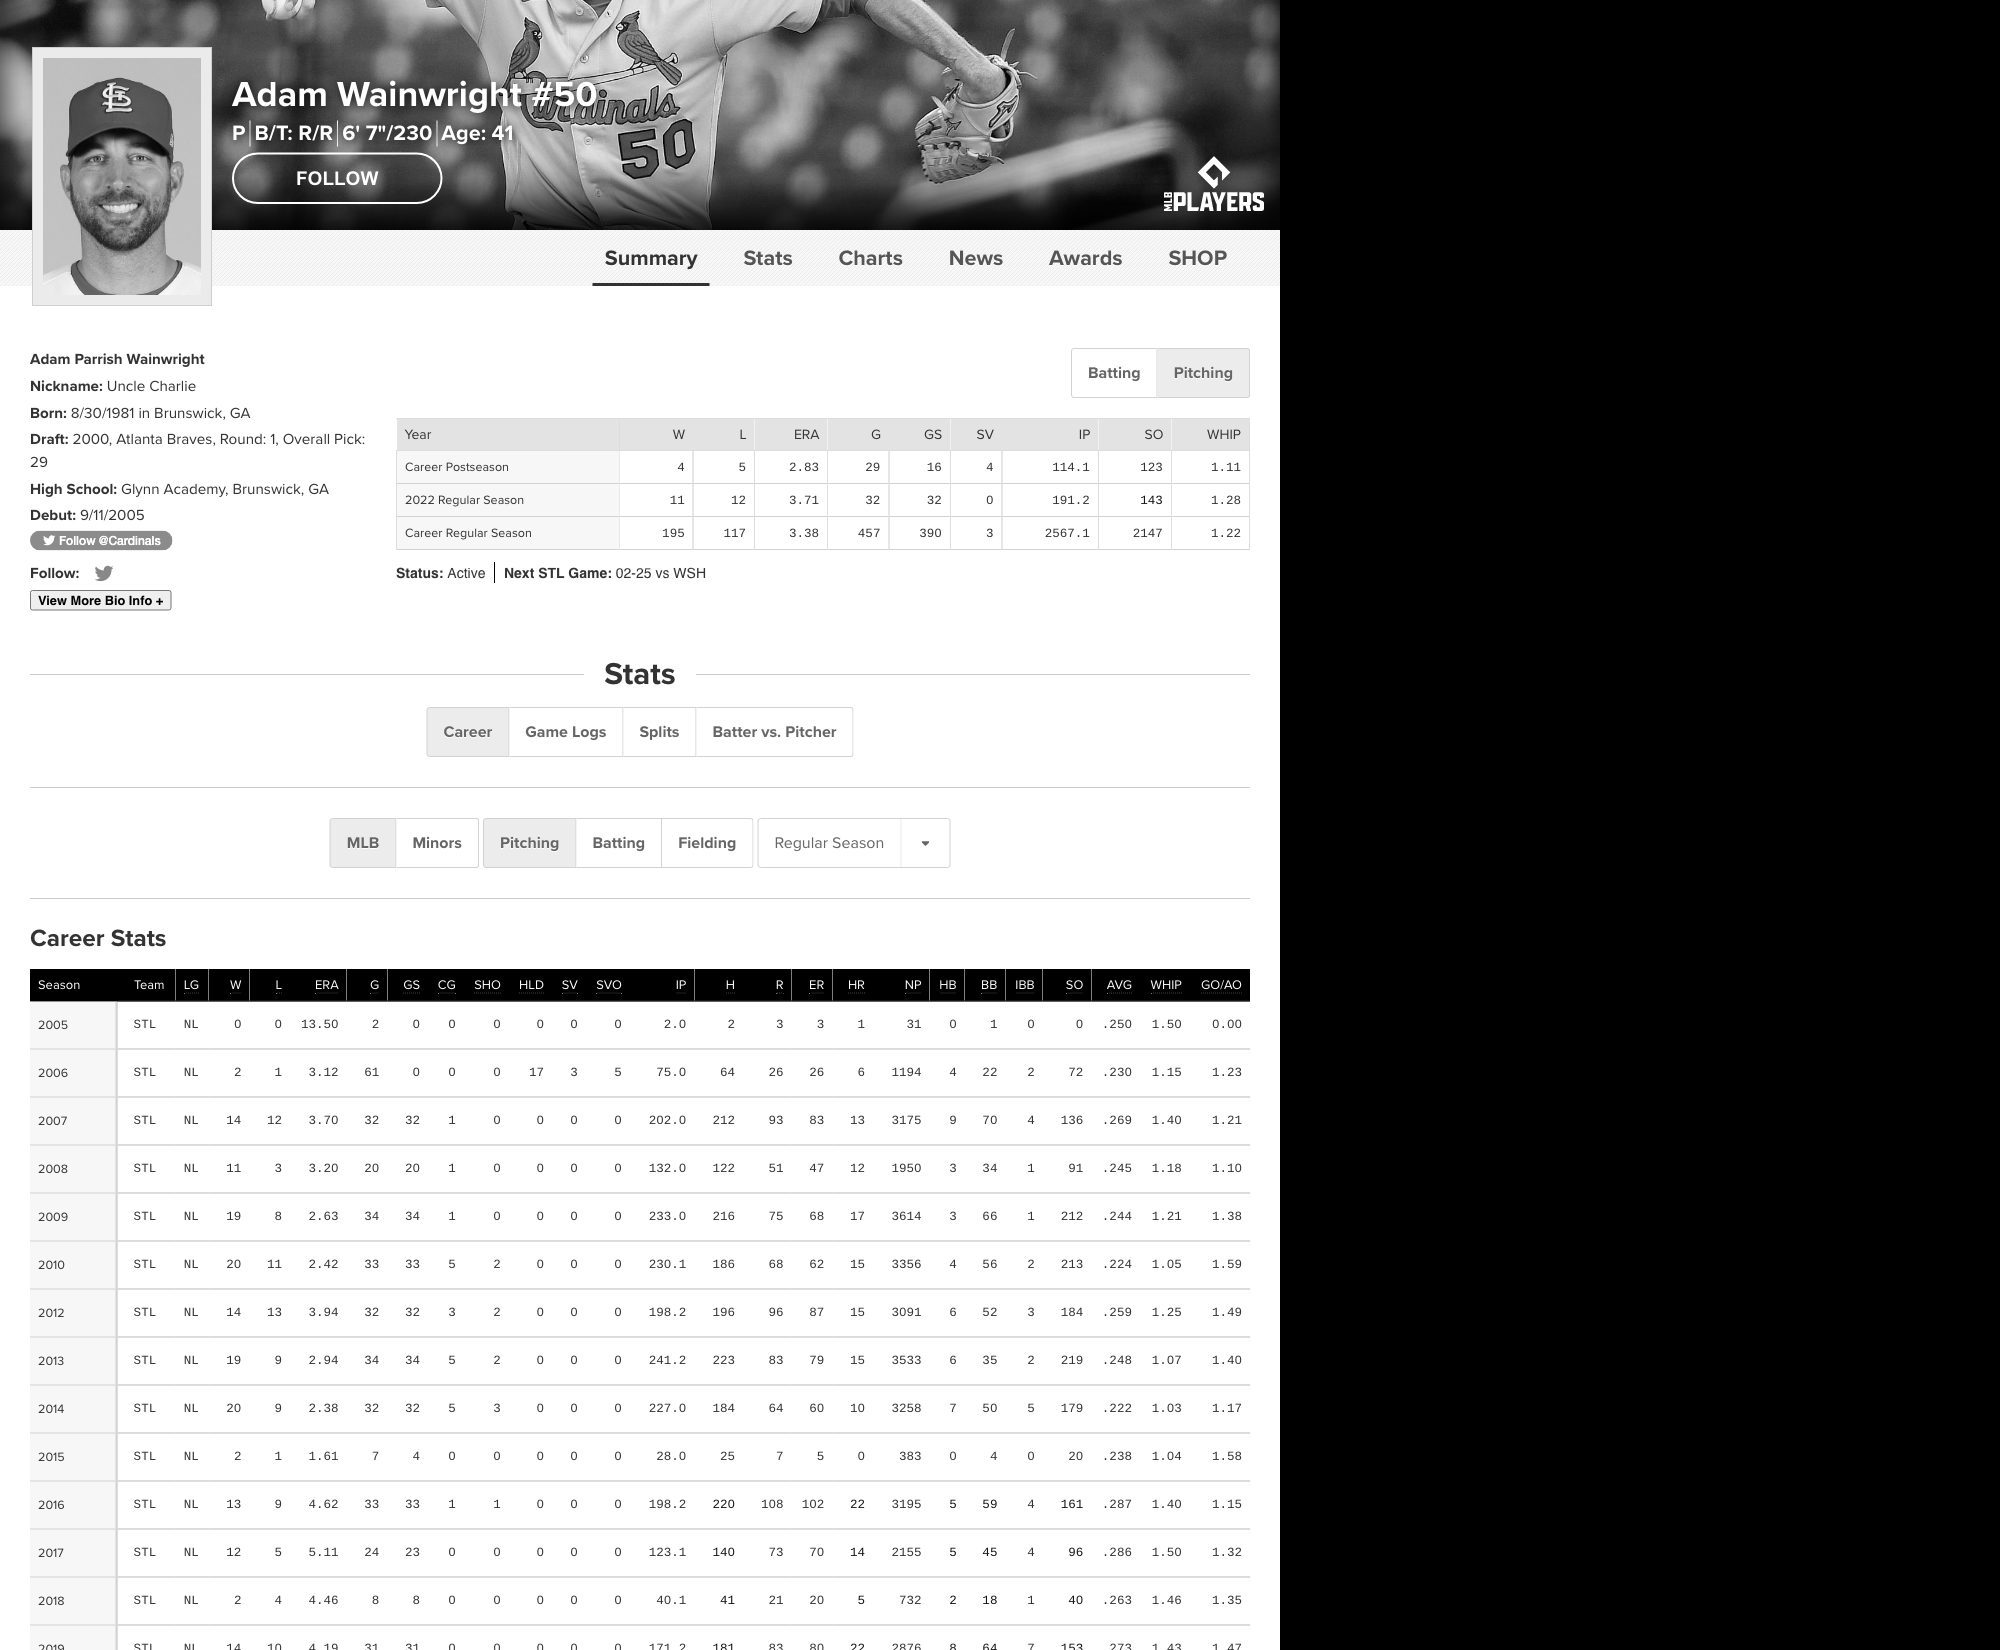 Cardinals
50
Adam Wainwright #50
P B/T: R/R 6' 7"/230 Age: 41
FOLLOW
MLB PLAYERS
Summary Stats Charts News Awards SHOP
Adam Parrish Wainwright
Nickname: Uncle Charlie
Born: 8/30/1981 in Brunswick, GA
Draft: 2000, Atlanta Braves, Round: 1, Overall Pick:
29
High School: Glynn Academy, Brunswick, GA
Debut: 9/11/2005
Follow @Cardinals
Follow:
View More Bio Info +
Batting Pitching
Year W L ERA G GS SV IP SO WHIP
Career Postseason 4 5 2.83 29 16 4 114.1 123 1.11
2022 Regular Season 11 12 3.71 32 32 0 191.2 143 1.28
Career Regular Season 195 117 3.38 457 390 3 2567.1 2147 1.22
Status: Active Next STL Game: 02-25 vs WSH
Stats
Career Game Logs Splits Batter vs. Pitcher
MLB Minors Pitching Batting Fielding Regular Season
Career Stats
Season Team LG W L ERA G GS CG SHO HLD SV SVO IP H R ER HR NP HB BB IBB SO AVG WHIP GO/AO
2005 STL NL 0 0 13.50 2 0 0 0 0 0 0 2.0 2 3 3 1 31 0 1 0 0 .250 1.50 0.00
2006 STL NL 2 1 3.12 61 0 0 0 17 3 5 75.0 64 26 26 6 1194 4 22 2 72 .230 1.15 1.23
2007 STL NL 14 12 3.70 32 32 1 0 0 0 0 202.0 212 93 83 13 3175 9 70 4 136 .269 1.40 1.21
2008 STL NL 11 3 3.20 20 20 1 0 0 0 0 132.0 122 51 47 12 1950 3 34 1 91 .245 1.18 1.10
2009 STL NL 19 8 2.63 34 34 1 0 0 0 0 233.0 216 75 68 17 3614 3 66 1 212 .244 1.21 1.38
2010 STL NL 20 11 2.42 33 33 5 2 0 0 0 230.1 186 68 62 15 3356 4 56 2 213 .224 1.05 1.59
2012 STL NL 14 13 3.94 32 32 3 2 0 0 0 198.2 196 96 87 15 3091 6 52 3 184 .259 1.25 1.49
2013 STL NL 19 9 2.94 34 34 5 2 0 0 0 241.2 223 83 79 15 3533 6 35 2 219 .248 1.07 1.40
2014 STL NL 20 9 2.38 32 32 5 3 0 0 0 227.0 184 64 60 10 3258 7 50 5 179 .222 1.03 1.17
2015 STL NL 2 1 1.61 7 4 0 0 0 0 0 28.0 25 7 5 0 383 0 4 0 20 .238 1.04 1.58
2016 STL NL 13 9 4.62 33 33 1 1 0 0 0 198.2 220 108 102 22 3195 5 59 4 161 .287 1.40 1.15
2017 STL NL 12 5 5.11 24 23 0 0 0 0 0 123.1 140 73 70 14 2155 5 45 4 96 .286 1.50 1.32
2018 STL NL 2 4 4.46 8 8 0 0 0 0 0 40.1 41 21 20 5 732 2 18 1 40 .263 1.46 1.35
2019 STL NL 14 10 4.19 31 31 0 0 0 0 0 171.2 181 83 80 22 2876 8 64 7 153 .273 1.43 1.47